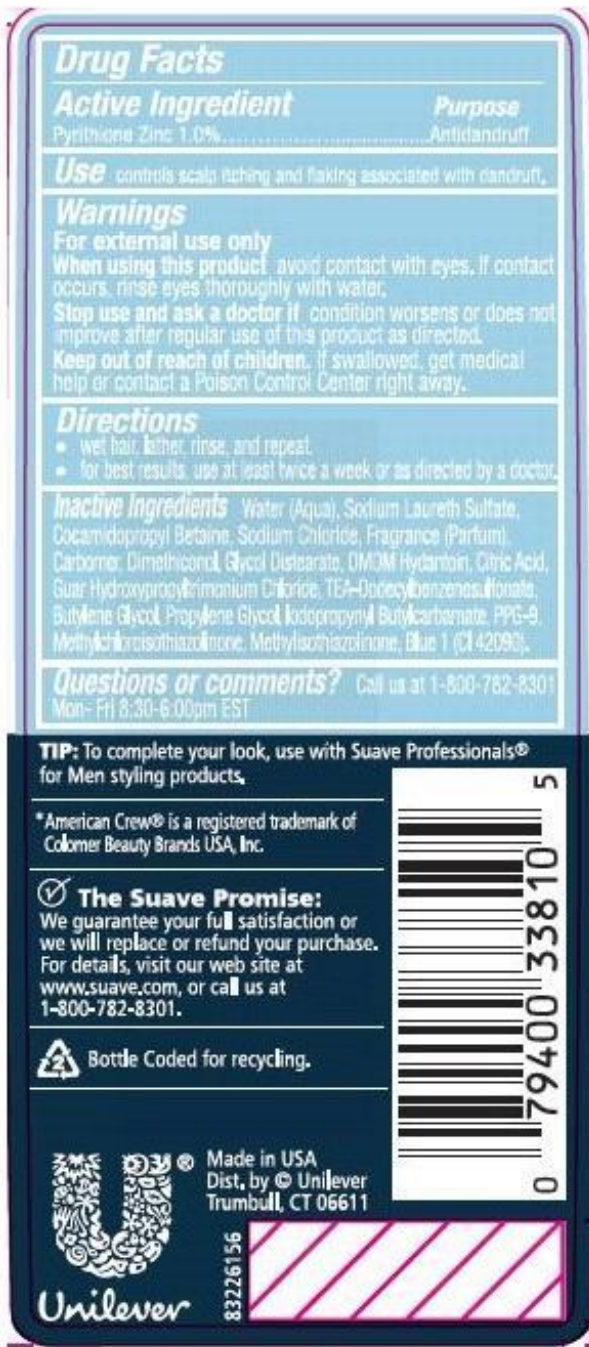 Drug Facts
Active Ingredient Purpose
Pyrithione Zinc 1.0%..........................................Antidandruff
Use controls scalp itching and flaking associated with dandruft.
Warnings
For external use only
When using this product avoid contact with eyes. If contact
occurs, rinse eyes thoroughly with water.
Stop use and ask a doctor if condition worsens or does not
improve after regular use of this product as directed.
Keep out of reach of children. If swallowed, get medical
help or contact a Poison Control Center right away.
Directions
• wet hair, lather, rinse, and repeat.
• for best results, use at least twice a week or as directed by a doctor.
Inactive Ingredients Water (Aqua), Sodium Laureth Sulfate,
Cocamidopropyl Betaine, Sodium Chloride, Fragrance (Parfum),
Carbomer, Dimethiconol, Glycol Distearate, DMDM Hydantoin, Citric Acid,
Guar Hydroxypropyltrimonium Chloride, TEA-Dodecylbenzenesulfonate,
Butylene Glycol, Propylene Glycol, Iodopropynyl Butylcarbamate, PPG-9,
Methylchloroisothiazolinone, Methylisothiazolinone, Blue 1 (CI 42090).
Questions or comments? Call us at 1-800-782-8301
Mon- Fri 8:30-6:00pm EST
TIP: To complete your look, use with Suave Professionals®
for Men styling products.
*American Crew® is a registered trademark of
Colomer Beauty Brands USA, Inc.
The Suave Promise:
We guarantee your full satisfaction or
we will replace or refund your purchase.
For details, visit our web site at
www.suave.com, or call us at
1-800-782-8301.
2 Bottle Coded for recycling.
Made in USA
Dist. by © Unilever
Trumbull, CT 06611
®
Unilever
83226156
0 79400 33810 5